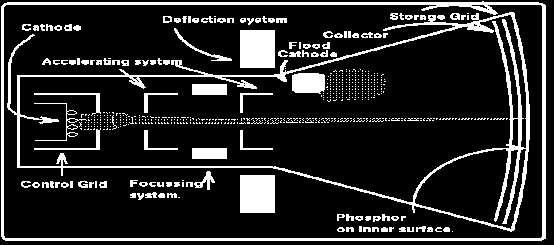 Deflection system
Storage Grid
Cathode
Collector
Flood
Cathode
Accelerating system
Control Grid
Focussing
system.
Phosphor
on inner surface.